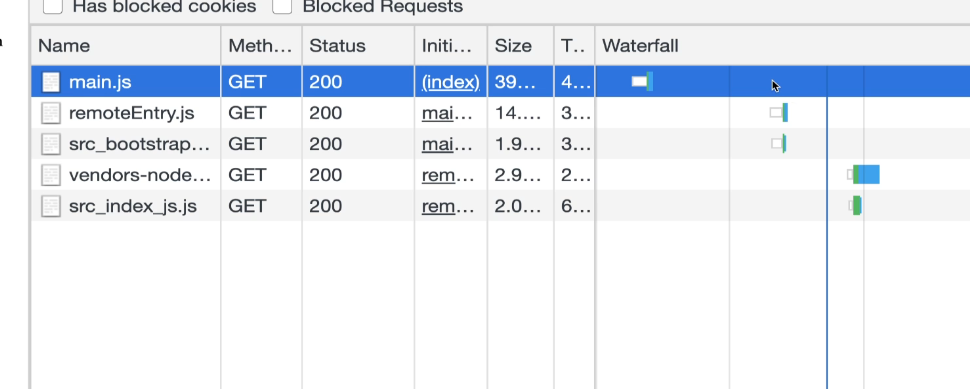 Has blocked cookies Blocked Requests
Name Meth... Status Initi... Size T.. Waterfall
main.js GET 200 (index) 39... 4...
remoteEntry.js GET 200 mai... 14.... 3...
src_bootstrap... GET 200 mai... 1.9... 3...
vendors-node... GET 200 rem... 2.9... 2...
src_index_js.js GET 200 rem... 2.0... 6...